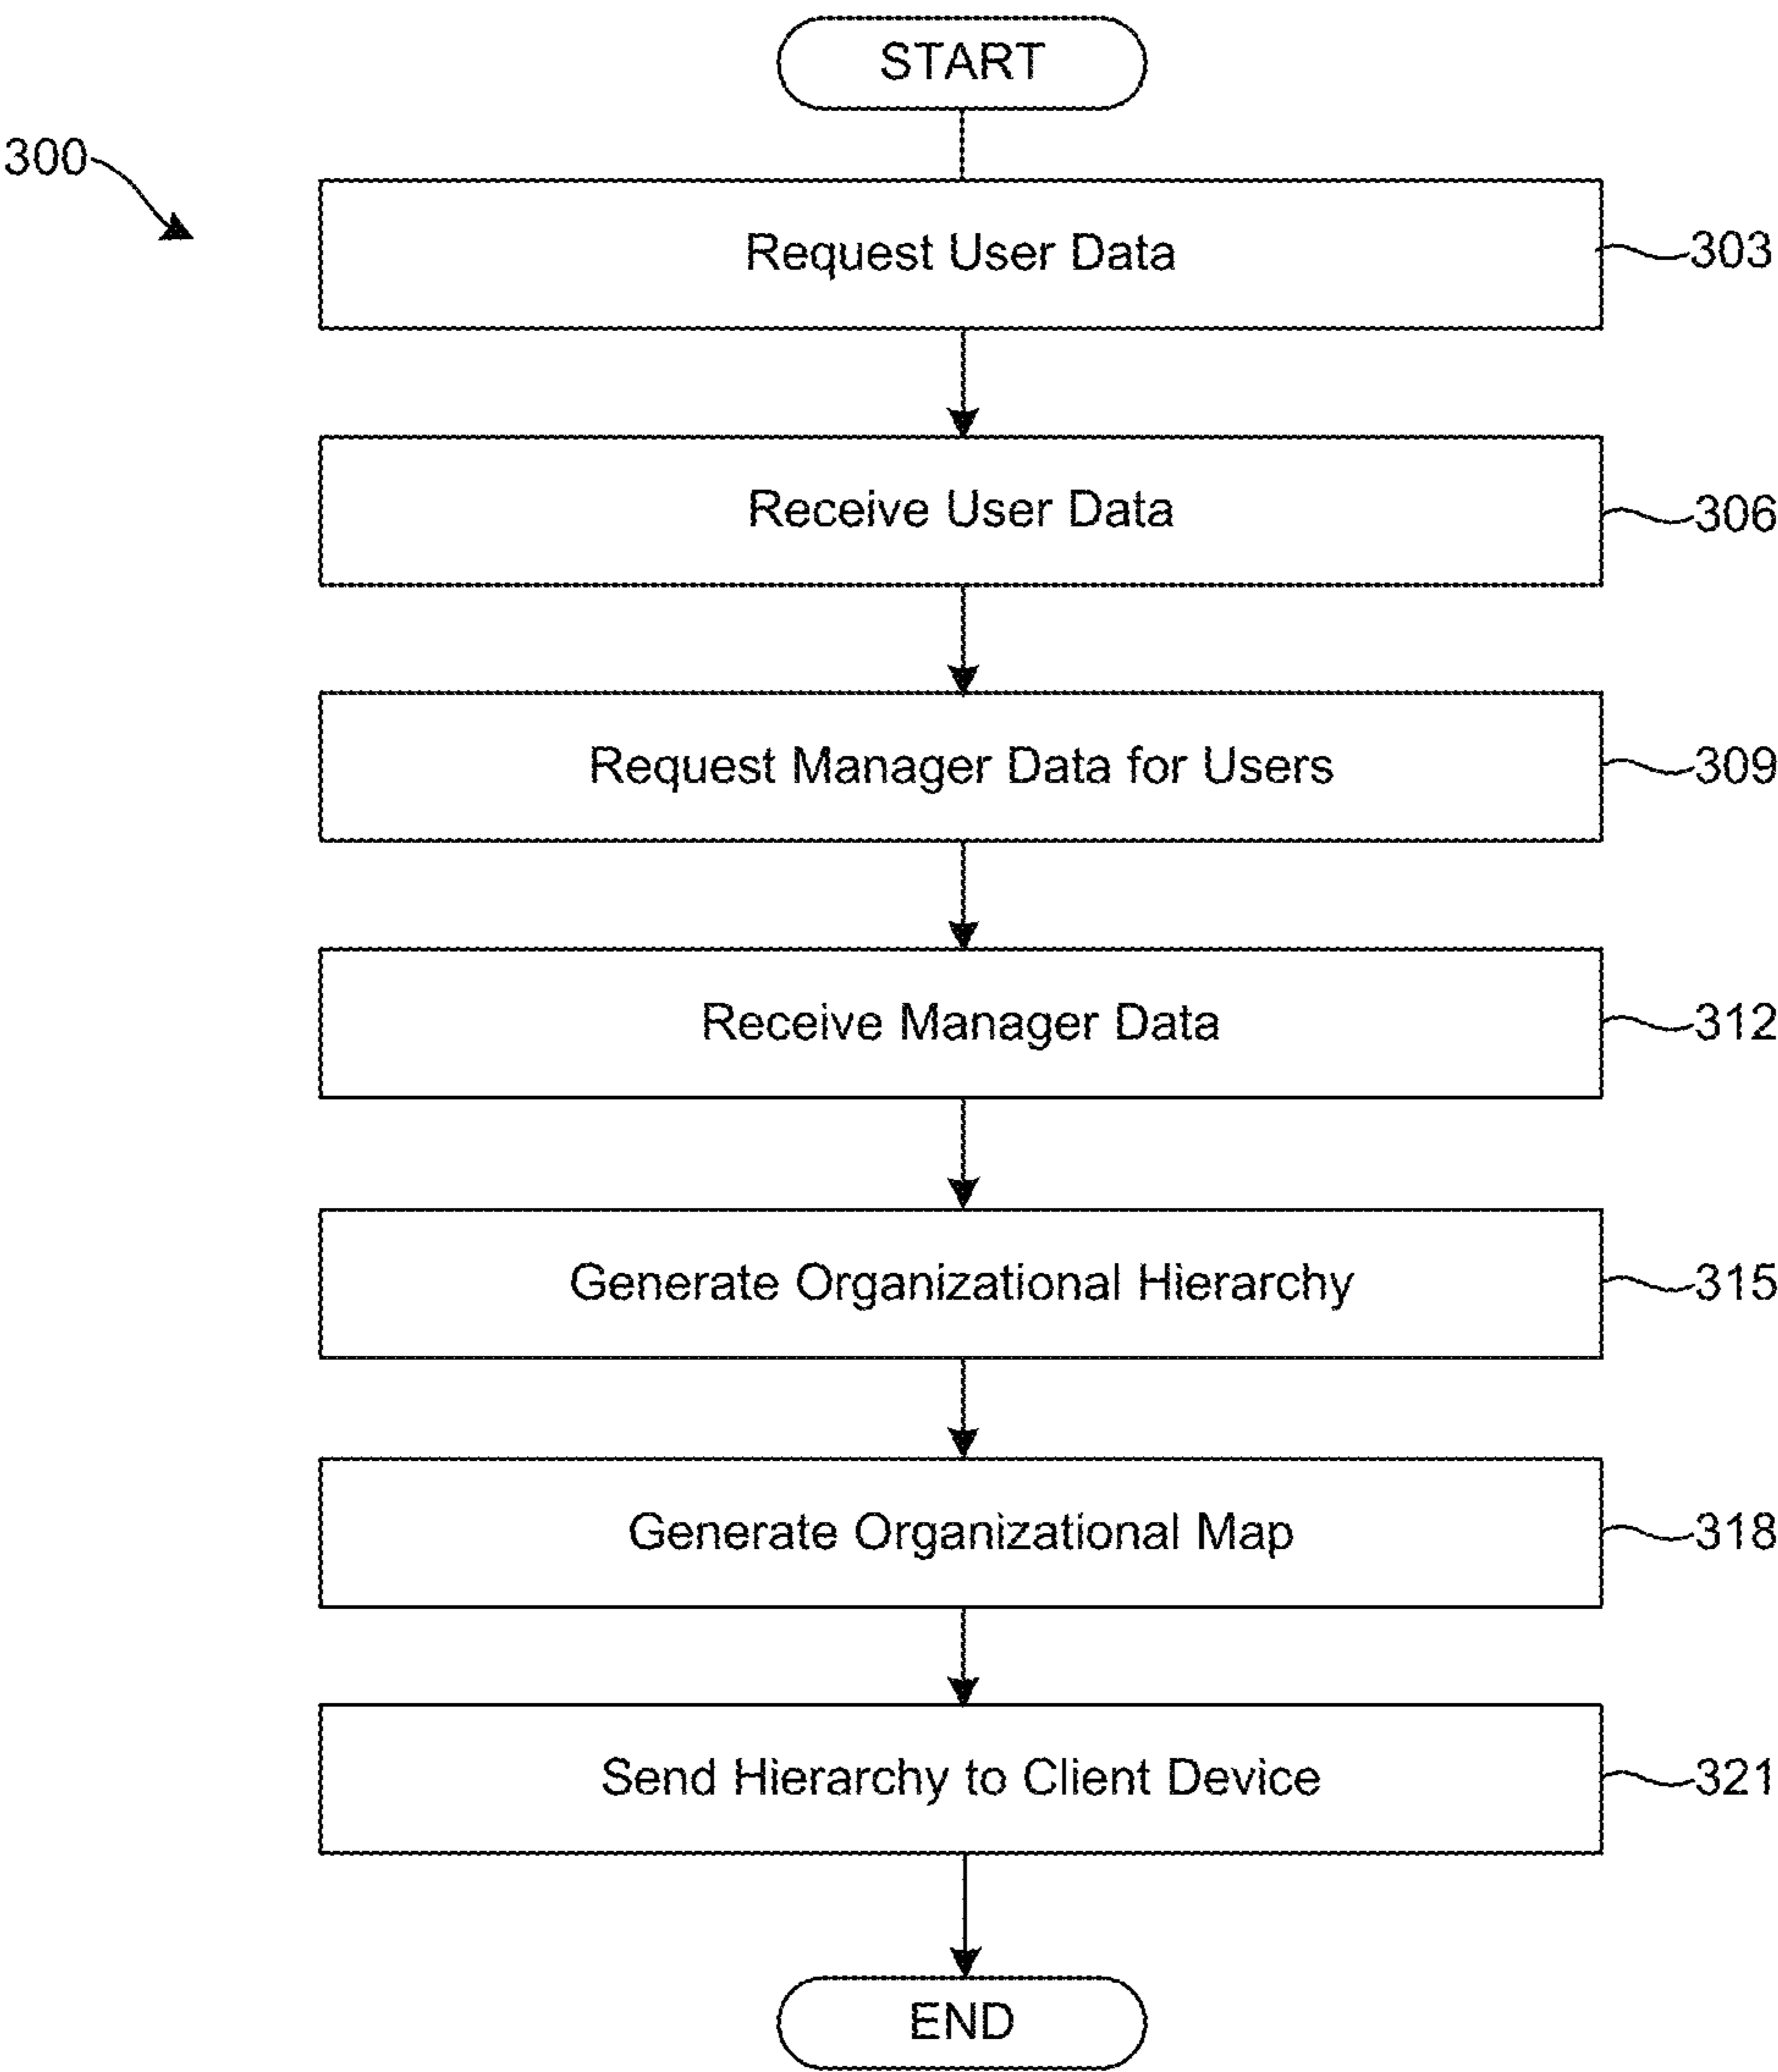 START
300
Request User Data
303
Receive User Data
306
Request Manager Data for Users
309
Receive Manager Data
312
Generate Organizational Hierarchy
315
Generate Organizational Map
318
Send Hierarchy to Client Device
321
END